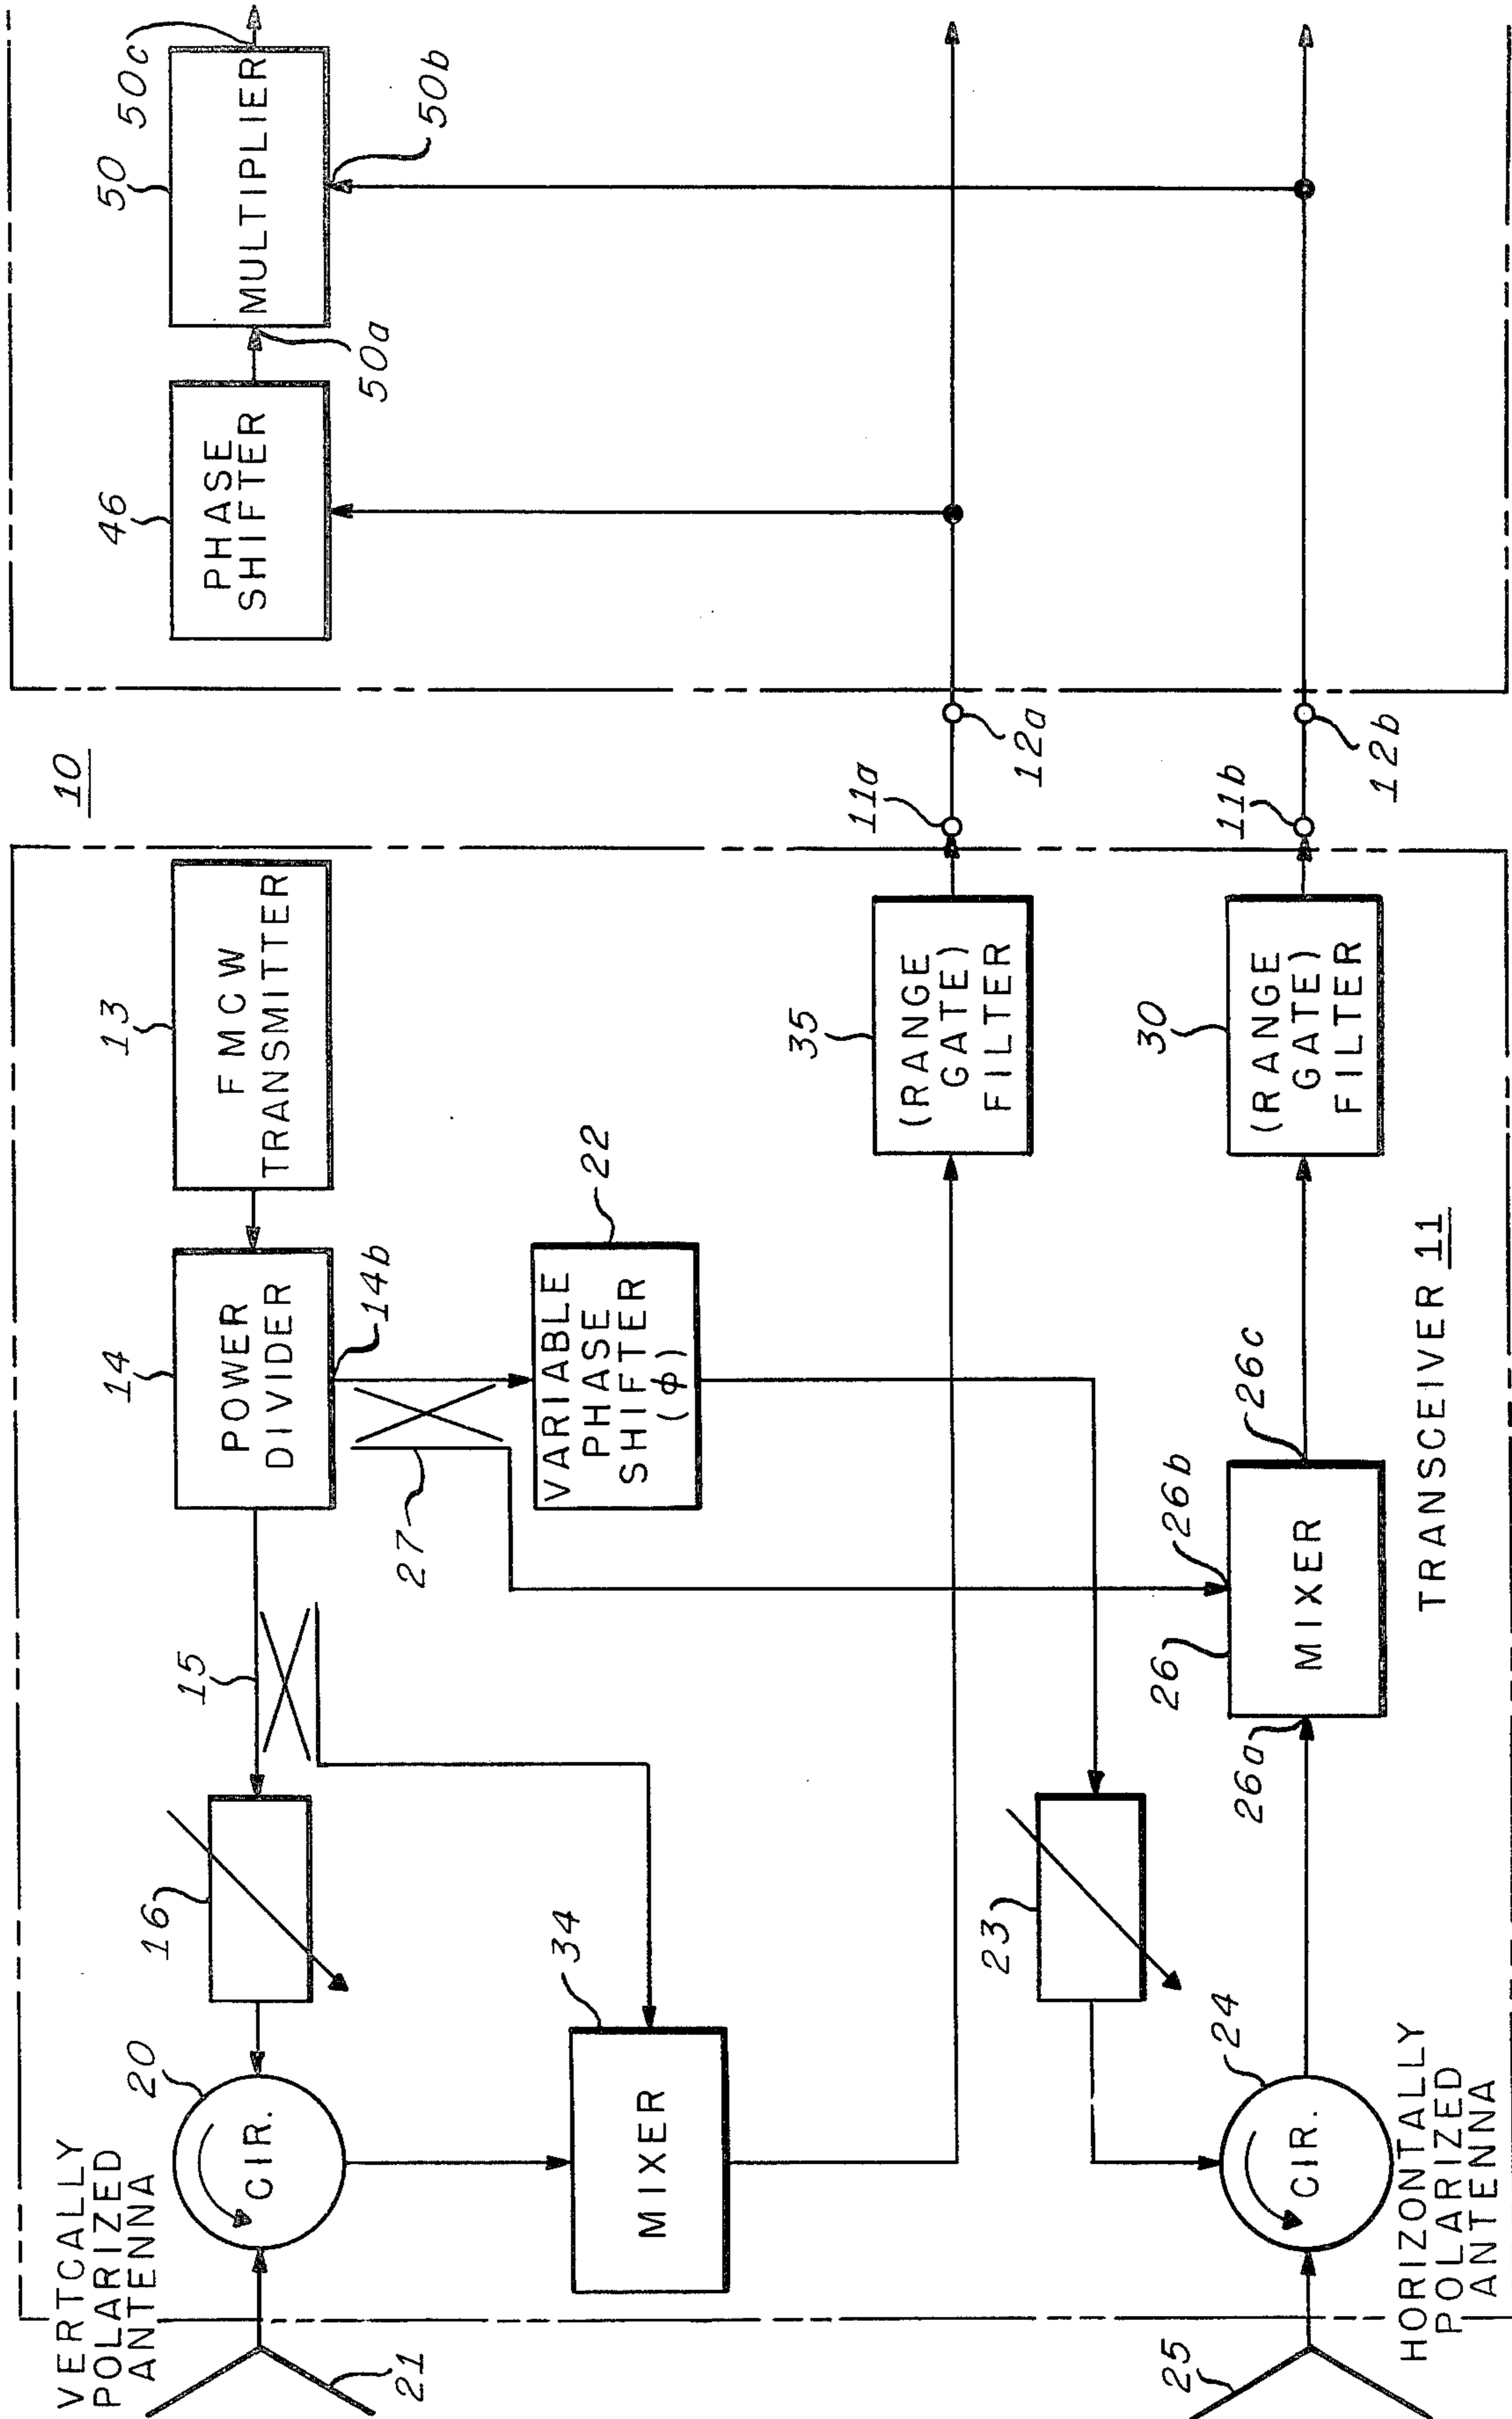 10
VERTCALLY
POLARIZED
ANTENNA
21
20
CIR.
16
15
14
POWER
DIVIDER
14b
13
FMCW
TRANSMITTER
27
22
VARIABLE
PHASE
SHIFTER
(ϕ)
34
MIXER
35
(RANGE
GATE)
FILTER
11a
12a
23
24
CIR.
25
HORIZONTALLY
POLARIZED
ANTENNA
26
26a
26b
26c
MIXER
30
(RANGE
GATE)
FILTER
11b
12b
TRANSCEIVER 11
46
PHASE
SHIFTER
50a
50
MULTIPLIER
50c
50b